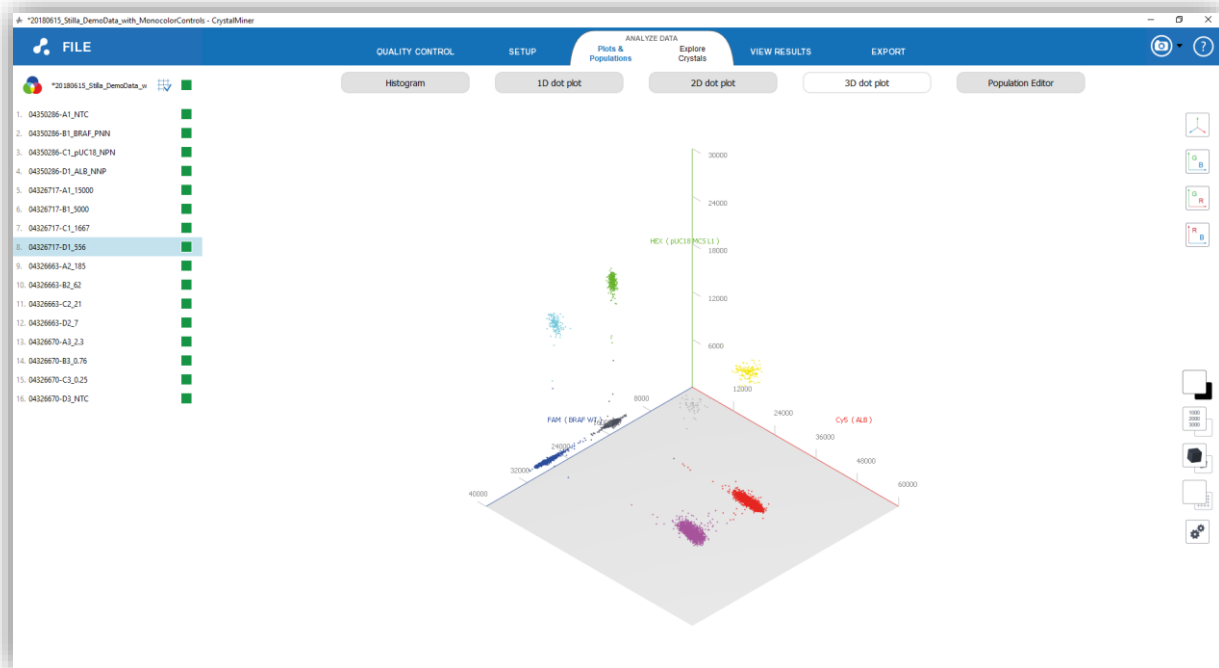 *20180615_Stilla_DemoData_with_MonocolorControls - CrystalMiner
FILE
QUALITY CONTROL
SETUP
ANALYZE DATA
Plots &
Populations
Explore
Crystals
VIEW RESULTS
EXPORT
*20180615_Stilla_DemoData_w
Histogram
1D dot plot
2D dot plot
3D dot plot
Population Editor
1. 04350286-A1_NTC
2. 04350286-B1_BRAF_PNN
3. 04350286-C1_pUC18_NPN
4. 04350286-D1_ALB_NNP
5. 04326717-A1_15000
6. 04326717-B1_5000
7. 04326717-C1_1667
8. 04326717-D1_556
9. 04326663-A2_185
10. 04326663-B2_62
11. 04326663-C2_21
12. 04326663-D2_7
13. 04326670-A3_2.3
14. 04326670-B3_0.76
15. 04326670-C3_0.25
16. 04326670-D3_NTC
30000
24000
HEX ( pUC18 MCS L1 )
18000
12000
6000
8000
12000
FAM ( BRAF WT )
24000
Cy5 ( ALB )
24000
36000
32000
48000
40000
60000
G
B
G
R
R
B
1000
2000
3000